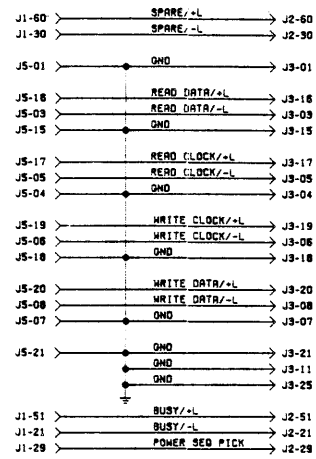 J1-60 SPARE/+L J2-60
J1-30 SPARE/-L J2-30
J5-01 GND J3-01
J5-16 READ DATA/+L J3-16
J5-03 READ DATA/-L J3-03
J5-15 GND J3-15
J5-17 READ CLOCK/+L J3-17
J5-05 READ CLOCK/-L J3-05
J5-04 GND J3-04
J5-19 WRITE CLOCK/+L J3-19
J5-06 WRITE CLOCK/-L J3-06
J5-18 GND J3-18
J5-20 WRITE DATA/+L J3-20
J5-08 WRITE DATA/-L J3-08
J5-07 GND J3-07
J5-21 GND J3-21
GND J3-11
GND J3-25
J1-51 BUSY/+L J2-51
J1-21 BUSY/-L J2-21
J1-29 POWER SEQ PICK J2-29